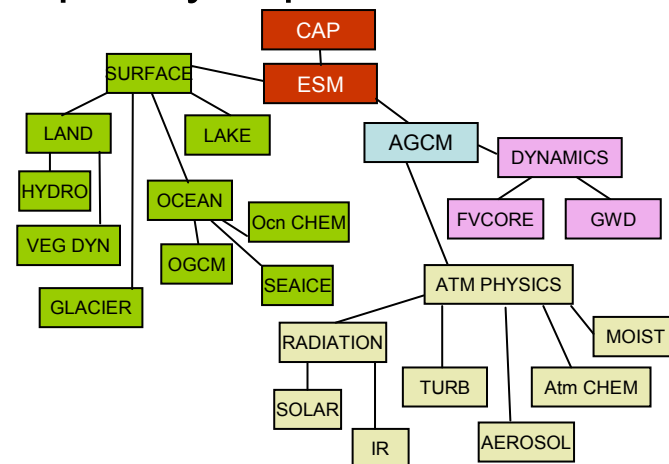 CAP
SURFACE
ESM
LAND
LAKE
AGCM
DYNAMICS
HYDRO
OCEAN
Ocn CHEM
FVCORE
GWD
VEG DYN
OGCM
SEAICE
ATM PHYSICS
GLACIER
RADIATION
MOIST
TURB
Atm CHEM
SOLAR
IR
AEROSOL